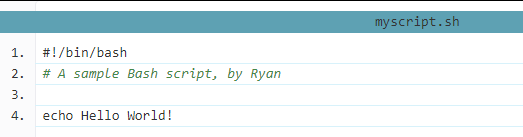 myscript.sh
1. #!/bin/bash
2. # A sample Bash script, by Ryan
3.
4. echo Hello World!